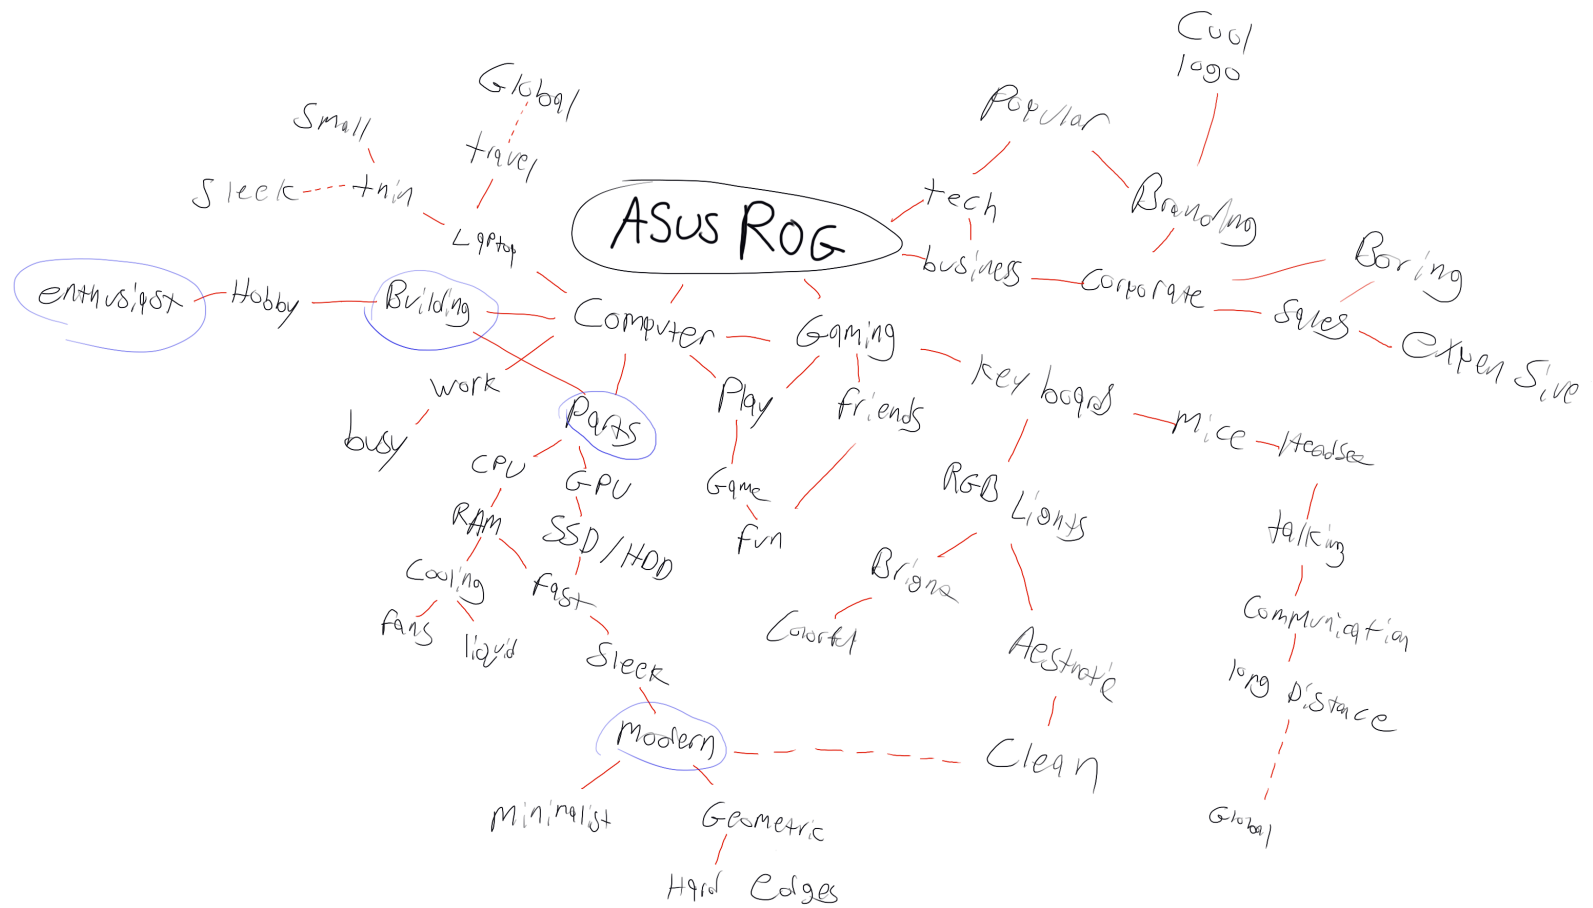 Cool
logo
Global
Popular
Small
travel
Sleek
thin
tech
Branding
ASUS ROG
Laptop
business
Boring
enthusiast
Hobby
Building
Corporate
Computer
Gaming
Sales
expensive
work
Play
friends
Key boards
busy
Parts
Mice
Headset
CPU
GPU
Game
RGB
Lights
RAM
SSD/HDD
fun
talking
Cooling
fast
Bright
fans
liquid
Colorful
Communication
Sleek
Aesthetic
long Distance
Modern
Clean
Minimalist
Geometric
Global
Hard Edges